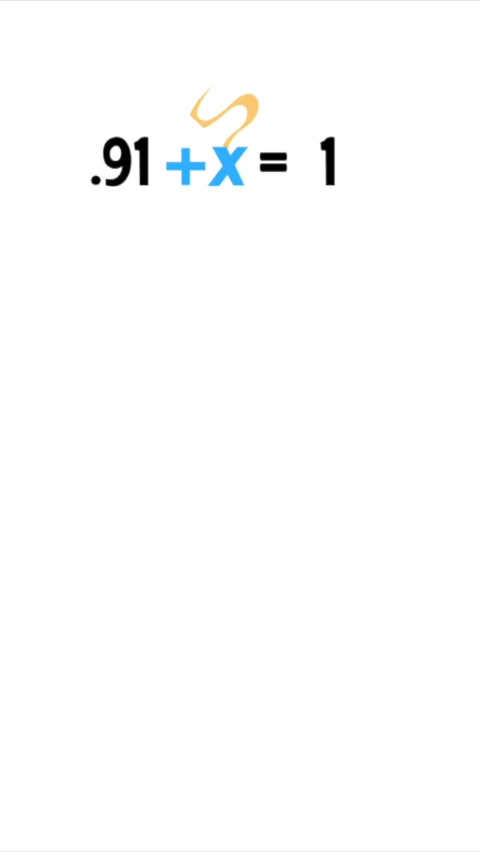 .91 + x = 1